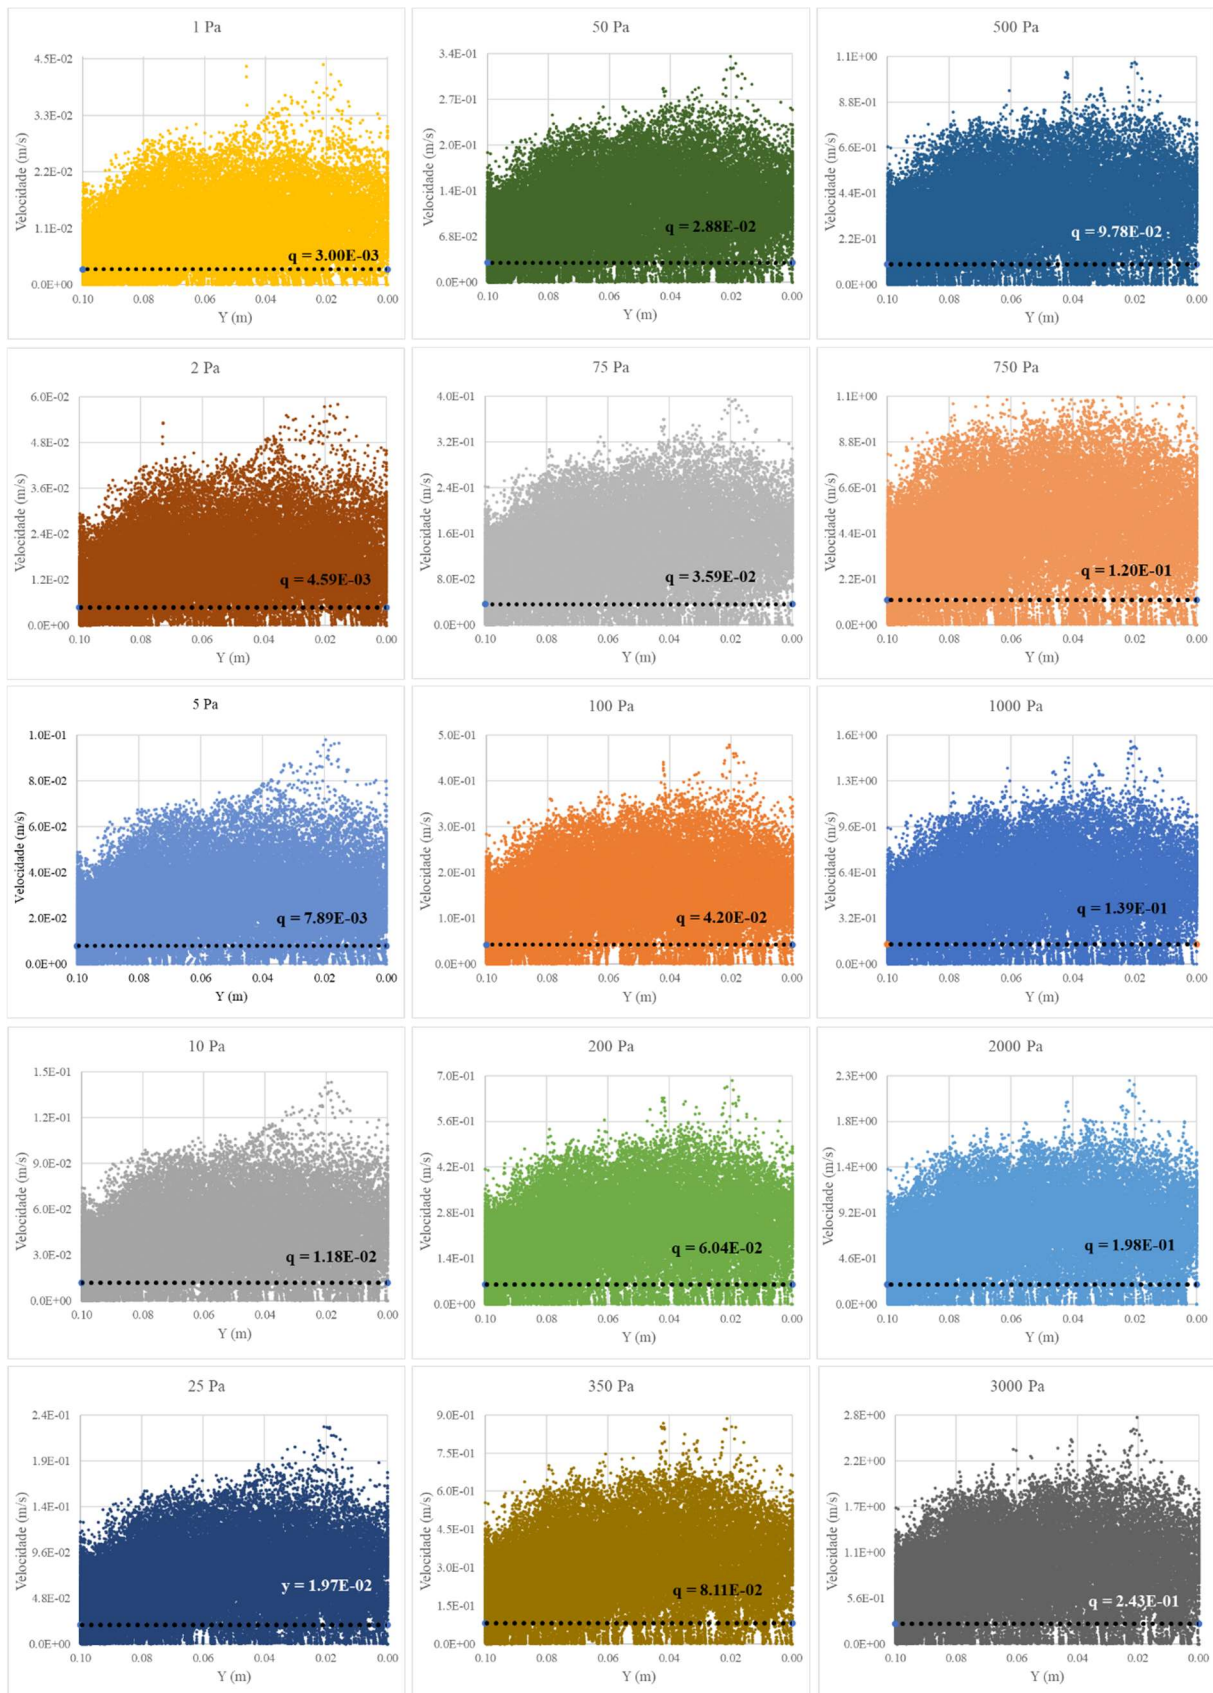 1 Pa
Velocidade (m/s)
4.5E-02
3.3E-02
2.2E-02
1.1E-02
0.0E+00
q = 3.00E-03
0.10 0.08 0.06 0.04 0.02 0.00
Y (m)
50 Pa
Velocidade (m/s)
3.4E-01
2.7E-01
2.0E-01
1.4E-01
6.8E-02
0.0E+00
q = 2.88E-02
0.10 0.08 0.06 0.04 0.02 0.00
Y (m)
500 Pa
Velocidade (m/s)
1.1E+00
8.8E-01
6.6E-01
4.4E-01
2.2E-01
0.0E+00
q = 9.78E-02
0.10 0.08 0.06 0.04 0.02 0.00
Y (m)
2 Pa
Velocidade (m/s)
6.0E-02
4.8E-02
3.6E-02
2.4E-02
1.2E-02
0.0E+00
q = 4.59E-03
0.10 0.08 0.06 0.04 0.02 0.00
Y (m)
75 Pa
Velocidade (m/s)
4.0E-01
3.2E-01
2.4E-01
1.6E-01
8.0E-02
0.0E+00
q = 3.59E-02
0.10 0.08 0.06 0.04 0.02 0.00
Y (m)
750 Pa
Velocidade (m/s)
1.1E+00
8.8E-01
6.6E-01
4.4E-01
2.2E-01
0.0E+00
q = 1.20E-01
0.10 0.08 0.06 0.04 0.02 0.00
Y (m)
5 Pa
Velocidade (m/s)
1.0E-01
8.0E-02
6.0E-02
4.0E-02
2.0E-02
0.0E+00
q = 7.89E-03
0.10 0.08 0.06 0.04 0.02 0.00
Y (m)
100 Pa
Velocidade (m/s)
5.0E-01
4.0E-01
3.0E-01
2.0E-01
1.0E-01
0.0E+00
q = 4.20E-02
0.10 0.08 0.06 0.04 0.02 0.00
Y (m)
1000 Pa
Velocidade (m/s)
1.6E+00
1.3E+00
9.6E-01
6.4E-01
3.2E-01
0.0E+00
q = 1.39E-01
0.10 0.08 0.06 0.04 0.02 0.00
Y (m)
10 Pa
Velocidade (m/s)
1.5E-01
1.2E-01
9.0E-02
6.0E-02
3.0E-02
0.0E+00
q = 1.18E-02
0.10 0.08 0.06 0.04 0.02 0.00
Y (m)
200 Pa
Velocidade (m/s)
7.0E-01
5.6E-01
4.2E-01
2.8E-01
1.4E-01
0.0E+00
q = 6.04E-02
0.10 0.08 0.06 0.04 0.02 0.00
Y (m)
2000 Pa
Velocidade (m/s)
2.3E+00
1.8E+00
1.4E+00
9.2E-01
4.6E-01
0.0E+00
q = 1.98E-01
0.10 0.08 0.06 0.04 0.02 0.00
Y (m)
25 Pa
Velocidade (m/s)
2.4E-01
1.9E-01
1.4E-01
9.6E-02
4.8E-02
0.0E+00
y = 1.97E-02
0.10 0.08 0.06 0.04 0.02 0.00
Y (m)
350 Pa
Velocidade (m/s)
9.0E-01
7.5E-01
6.0E-01
4.5E-01
3.0E-01
1.5E-01
0.0E+00
q = 8.11E-02
0.10 0.08 0.06 0.04 0.02 0.00
Y (m)
3000 Pa
Velocidade (m/s)
2.8E+00
2.2E+00
1.7E+00
1.1E+00
5.6E-01
0.0E+00
q = 2.43E-01
0.10 0.08 0.06 0.04 0.02 0.00
Y (m)